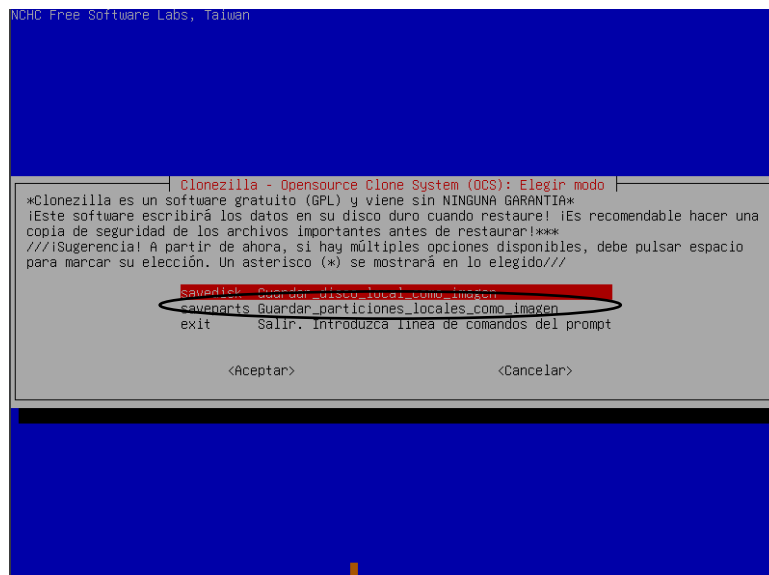 NCHC Free Software Labs, Taiwan
Clonezilla - Opensource Clone System (OCS): Elegir modo
*Clonezilla es un software gratuito (GPL) y viene sin NINGUNA GARANTIA*
¡Este software escribirá los datos en su disco duro cuando restaure! ¡Es recomendable hacer una
copia de seguridad de los archivos importantes antes de restaurar!***
///¡Sugerencia! A partir de ahora, si hay múltiples opciones disponibles, debe pulsar espacio
para marcar su elección. Un asterisco (*) se mostrará en lo elegido///
savedisk Guardar_disco_local_como_imagen
saveparts Guardar_particiones_locales_como_imagen
exit Salir. Introduzca línea de comandos del prompt
<Aceptar> <Cancelar>